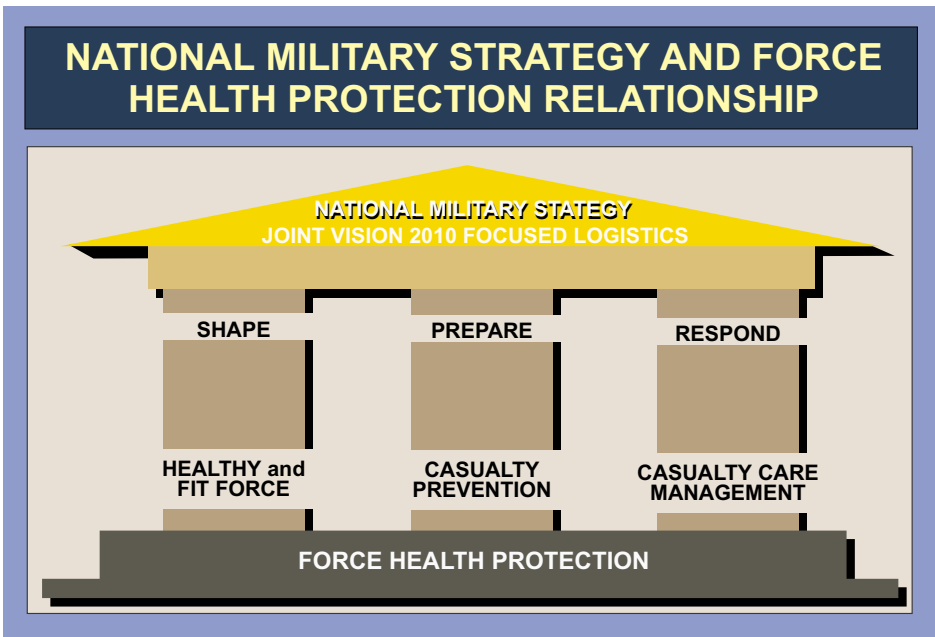 NATIONAL MILITARY STRATEGY AND FORCE
HEALTH PROTECTION RELATIONSHIP
NATIONAL MILITARY STATEGY
JOINT VISION 2010 FOCUSED LOGISTICS
SHAPE
PREPARE
RESPOND
HEALTHY and
FIT FORCE
CASUALTY
PREVENTION
CASUALTY CARE
MANAGEMENT
FORCE HEALTH PROTECTION